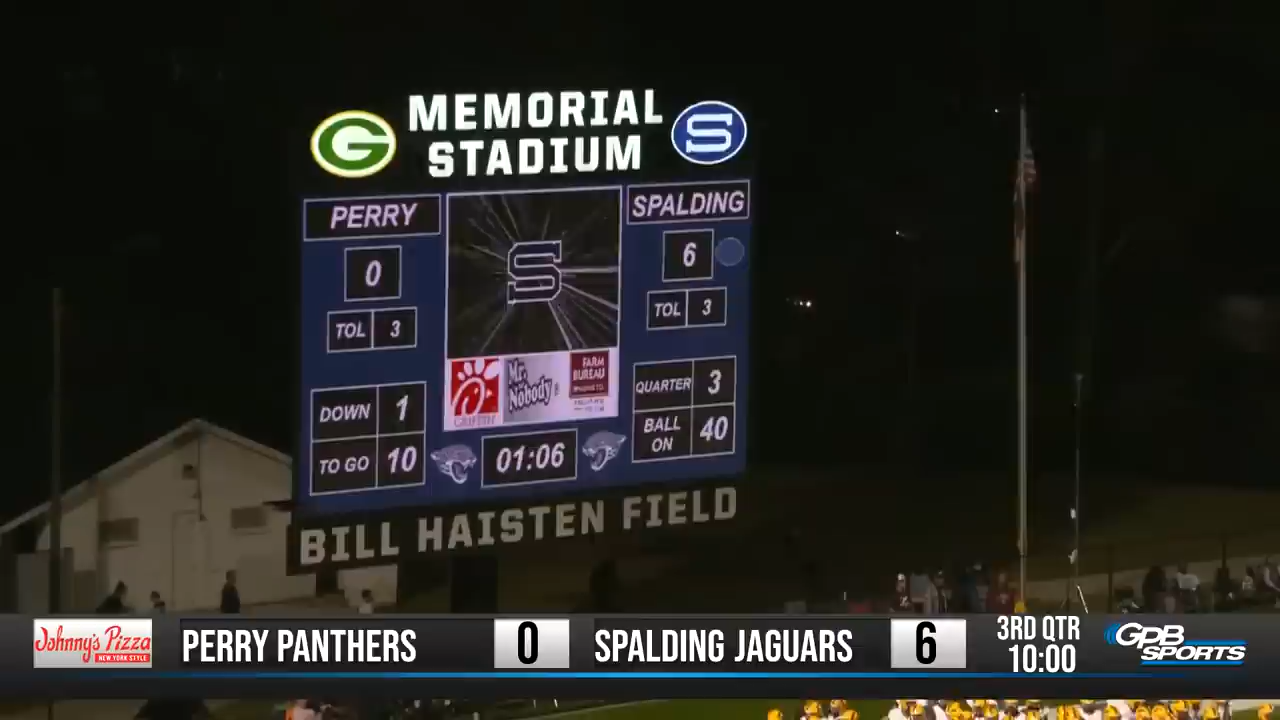 MEMORIAL
STADIUM
G
S
PERRY
0
TOL 3
S
SPALDING
6
TOL 3
GRIFFIN
Mr.
Nobody
FARM
BUREAU
DOWN 1
TO GO 10
01:06
QUARTER 3
BALL
ON 40
BILL HAISTEN FIELD
Johnny's Pizza
NEW YORK STYLE
PERRY PANTHERS 0 SPALDING JAGUARS 6
3RD QTR
10:00
GPB
SPORTS